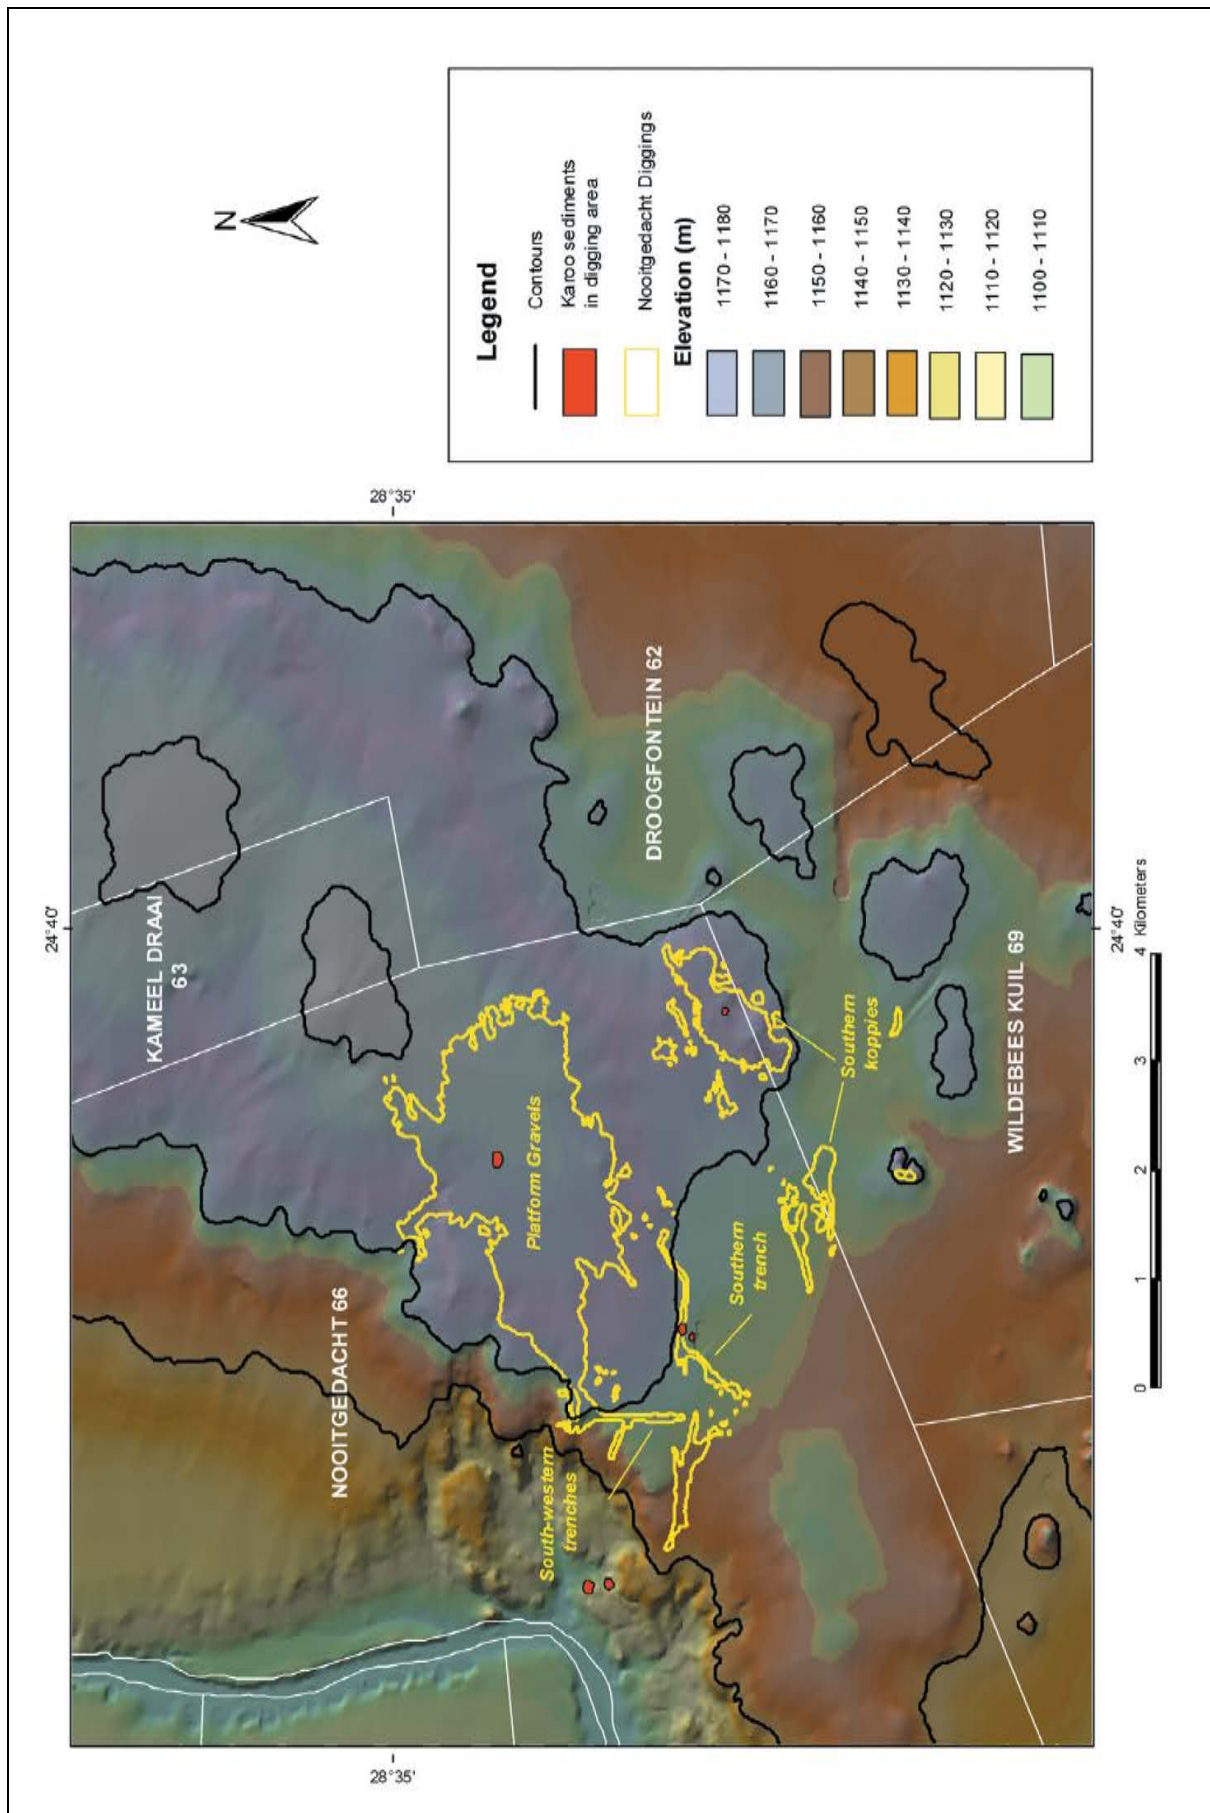 N
Legend
Contours
Karoo sediments
in digging area
Nooitgedacht Diggings
Elevation (m)
1170 - 1180
1160 - 1170
1150 - 1160
1140 - 1150
1130 - 1140
1120 - 1130
1110 - 1120
1100 - 1110
24°40'
28°35'
28°35'
24°40'
KAMEEL DRAAI
63
NOOITGEDACHT 66
Platform Gravels
DROOGFONTEIN 62
South-western
trenches
Southern
trench
Southern
koppies
WILDEBEES KUIL 69
0
1
2
3
4
Kilometers